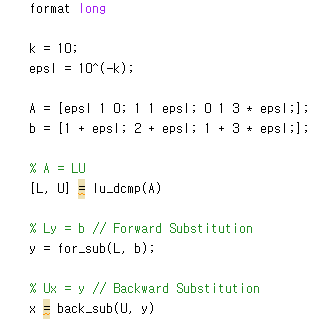 format long
k = 10;
epsl = 10^(-k);
A = [epsl 1 0; 1 1 epsl; 0 1 3 * epsl;];
b = [1 + epsl; 2 + epsl; 1 + 3 * epsl;];
% A = LU
[L, U] = lu_dcmp(A)
% Ly = b // Forward Substitution
y = for_sub(L, b);
% Ux = y // Backward Substitution
x = back_sub(U, y)